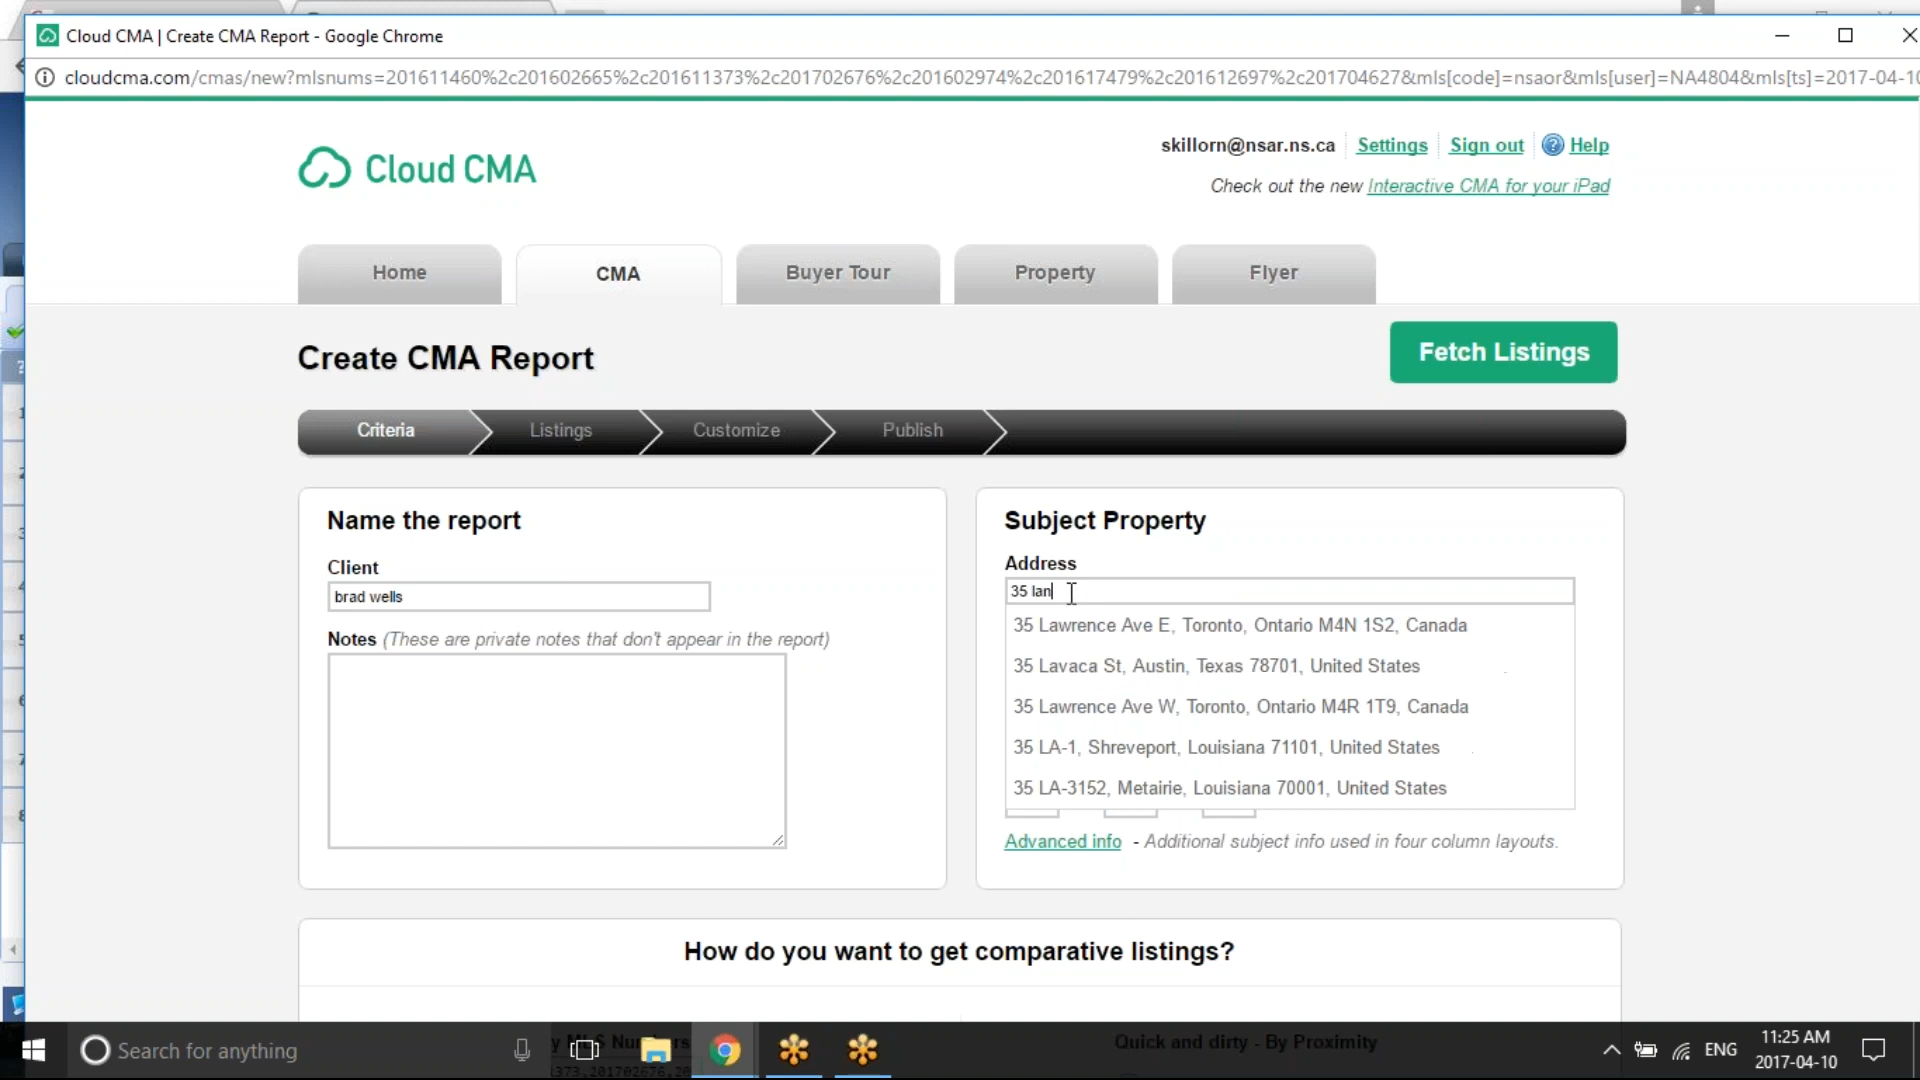 Cloud CMA | Create CMA Report - Google Chrome
cloudcma.com/cmas/new?mlsnums=201611460%2c201602665%2c201611373%2c201702676%2c201602974%2c201617479%2c201612697%2c201704627&mls[code]=nsaor&mls[user]=NA4804&mls[ts]=2017-04-10
skillorn@nsar.ns.ca Settings Sign out Help
Cloud CMA
Check out the new Interactive CMA for your iPad
Home CMA Buyer Tour Property Flyer
Create CMA Report
Fetch Listings
Criteria Listings Customize Publish
Name the report
Client
brad wells
Notes (These are private notes that don't appear in the report)
Subject Property
Address
35 lan
35 Lawrence Ave E, Toronto, Ontario M4N 1S2, Canada
35 Lavaca St, Austin, Texas 78701, United States
35 Lawrence Ave W, Toronto, Ontario M4R 1T9, Canada
35 LA-1, Shreveport, Louisiana 71101, United States
35 LA-3152, Metairie, Louisiana 70001, United States
Advanced info - Additional subject info used in four column layouts.
How do you want to get comparative listings?
Quick and dirty - By Proximity
Search for anything
ENG
11:25 AM
2017-04-10